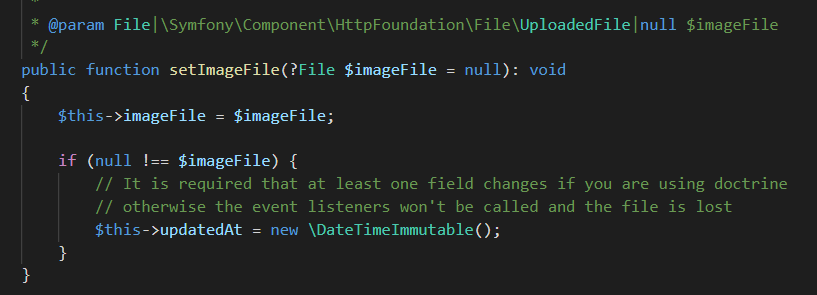 *
* @param File|\Symfony\Component\HttpFoundation\File\UploadedFile|null $imageFile
*/
public function setImageFile(?File $imageFile = null): void
{
$this->imageFile = $imageFile;
if (null !== $imageFile) {
// It is required that at least one field changes if you are using doctrine
// otherwise the event listeners won't be called and the file is lost
$this->updatedAt = new \DateTimeImmutable();
}
}